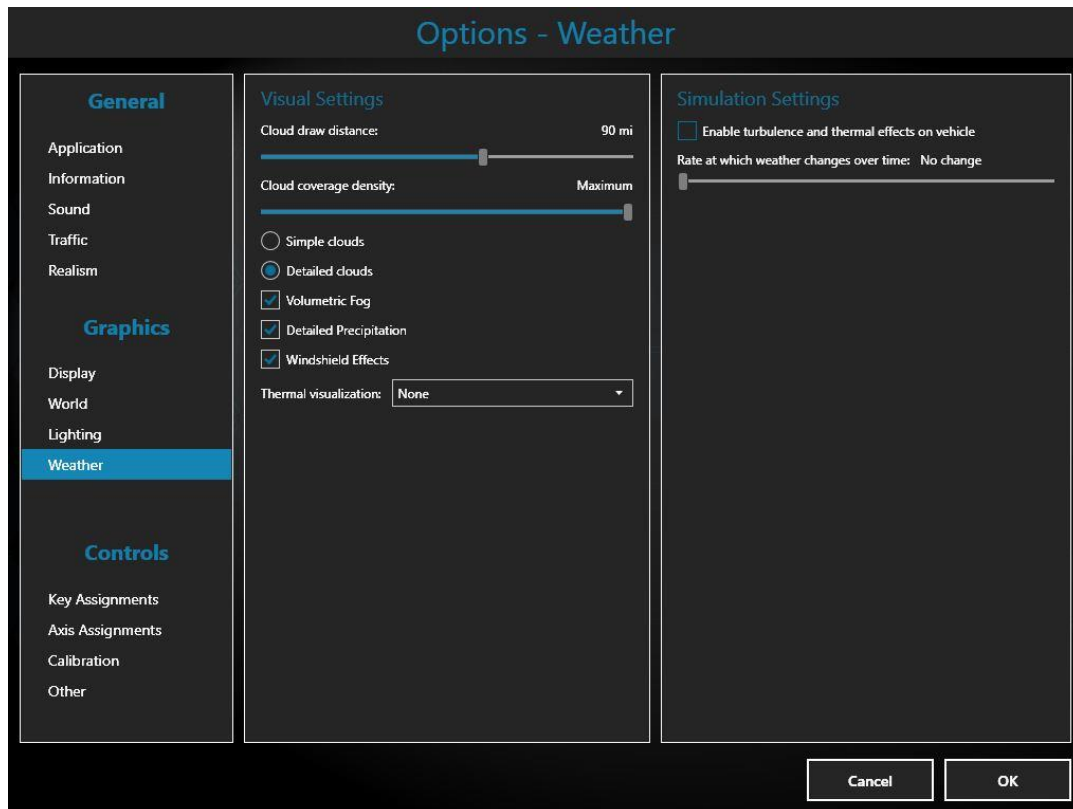 Options - Weather
General
Application
Information
Sound
Traffic
Realism
Graphics
Display
World
Lighting
Weather
Controls
Key Assignments
Axis Assignments
Calibration
Other
Visual Settings
Cloud draw distance: 90 mi
Cloud coverage density: Maximum
Simple clouds
Detailed clouds
Volumetric Fog
Detailed Precipitation
Windshield Effects
Thermal visualization: None
Simulation Settings
Enable turbulence and thermal effects on vehicle
Rate at which weather changes over time: No change
Cancel OK